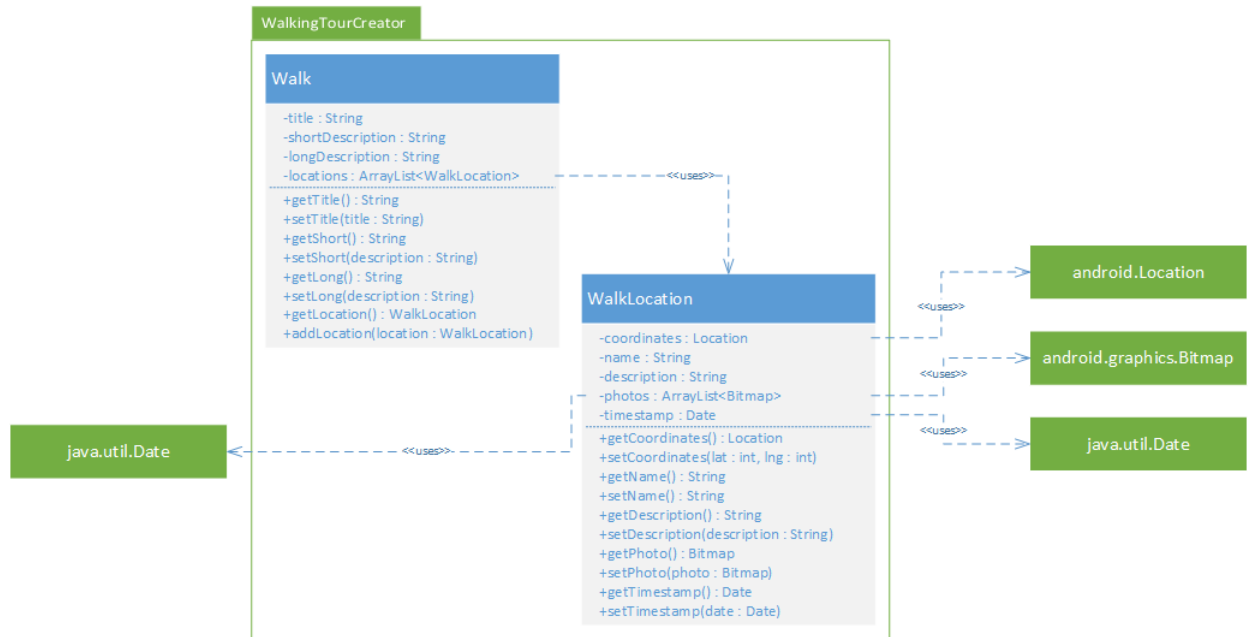 WalkingTourCreator
Walk
-title : String
-shortDescription : String
-longDescription : String
-locations : ArrayList<WalkLocation>
+getTitle() : String
+setTitle(title : String)
+getShort() : String
+setShort(description : String)
+getLong() : String
+setLong(description : String)
+getLocation() : WalkLocation
+addLocation(location : WalkLocation)
<<uses>>
WalkLocation
-coordinates : Location
-name : String
-description : String
-photos : ArrayList<Bitmap>
-timestamp : Date
+getCoordinates() : Location
+setCoordinates(lat : int, lng : int)
+getName() : String
+setName() : String
+getDescription() : String
+setDescription(description : String)
+getPhoto() : Bitmap
+setPhoto(photo : Bitmap)
+getTimestamp() : Date
+setTimestamp(date : Date)
<<uses>>
android.Location
<<uses>>
android.graphics.Bitmap
<<uses>>
java.util.Date
<<uses>>
java.util.Date